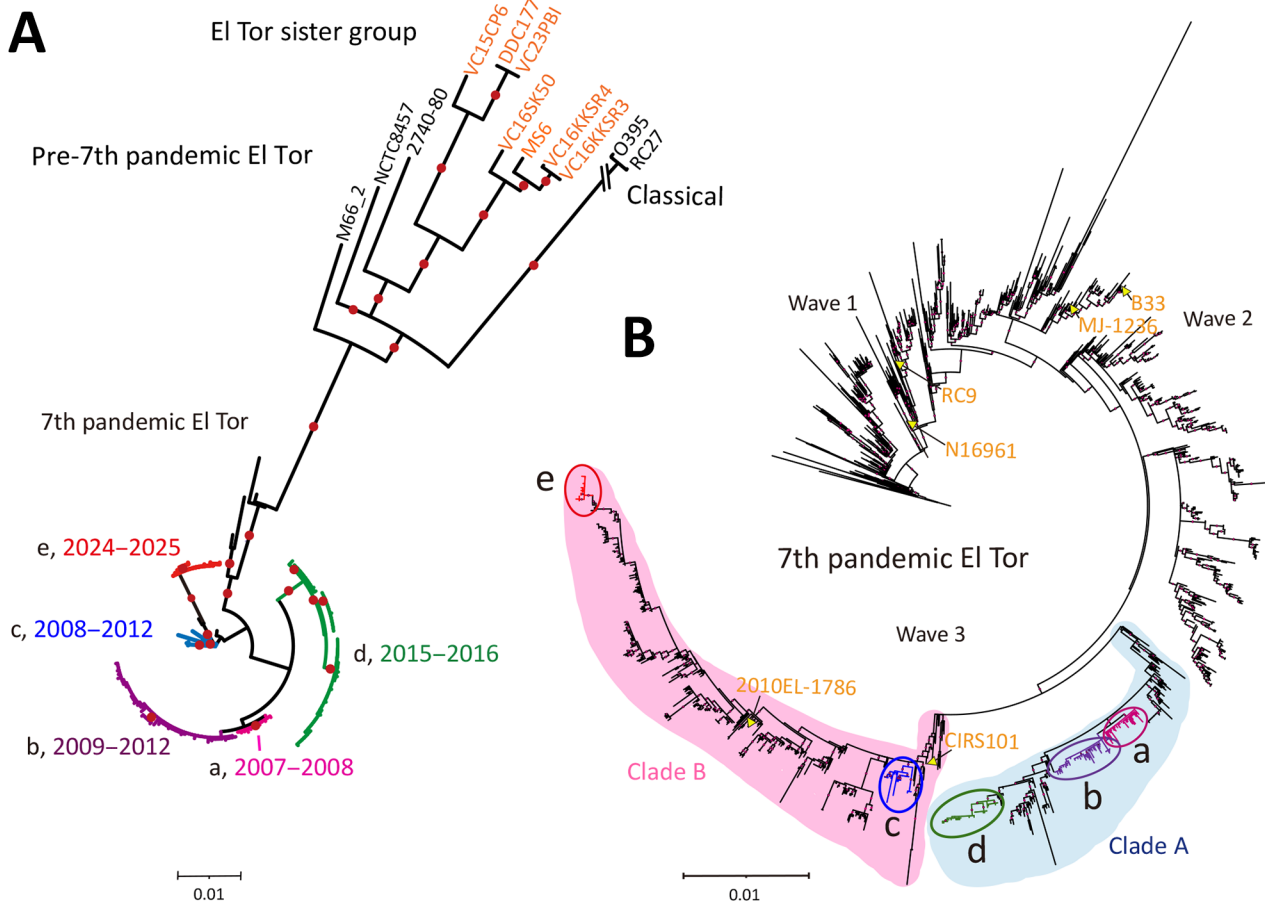 A
El Tor sister group
VC15CP6
DDC177
VC23PBI
Pre-7th pandemic El Tor
M66_2
NCTC8457
2740-80
VC16SK50
MS6
VC16KKSR4
VC16KKSR3
O395
RC27
Classical
7th pandemic El Tor
e, 2024–2025
c, 2008–2012
d, 2015–2016
b, 2009–2012
a, 2007–2008
0.01
B
Wave 1
B33
MJ-1236
Wave 2
RC9
N16961
e
7th pandemic El Tor
Wave 3
2010EL-1786
CIRS101
Clade B
a
b
c
d
Clade A
0.01